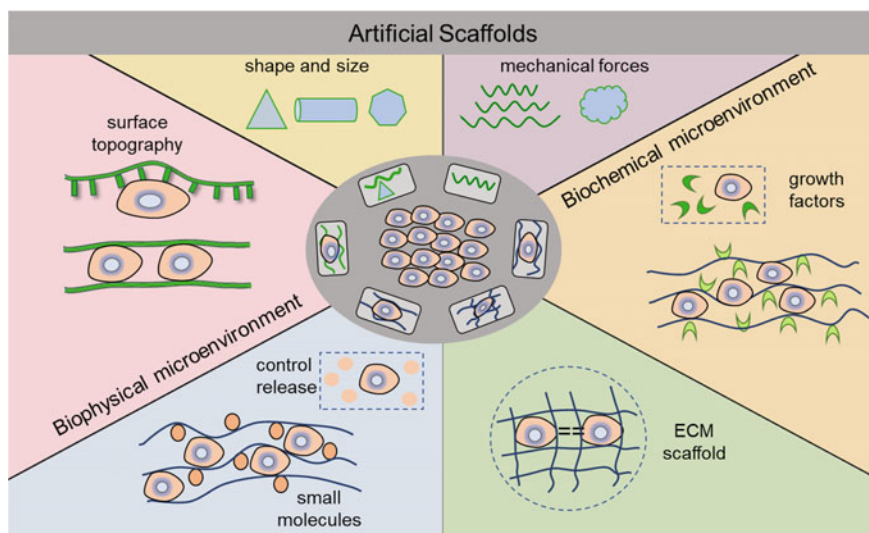 Artificial Scaffolds
shape and size
mechanical forces
surface
topography
Biochemical microenvironment
growth
factors
Biophysical microenvironment
control
release
small
molecules
==
ECM
scaffold